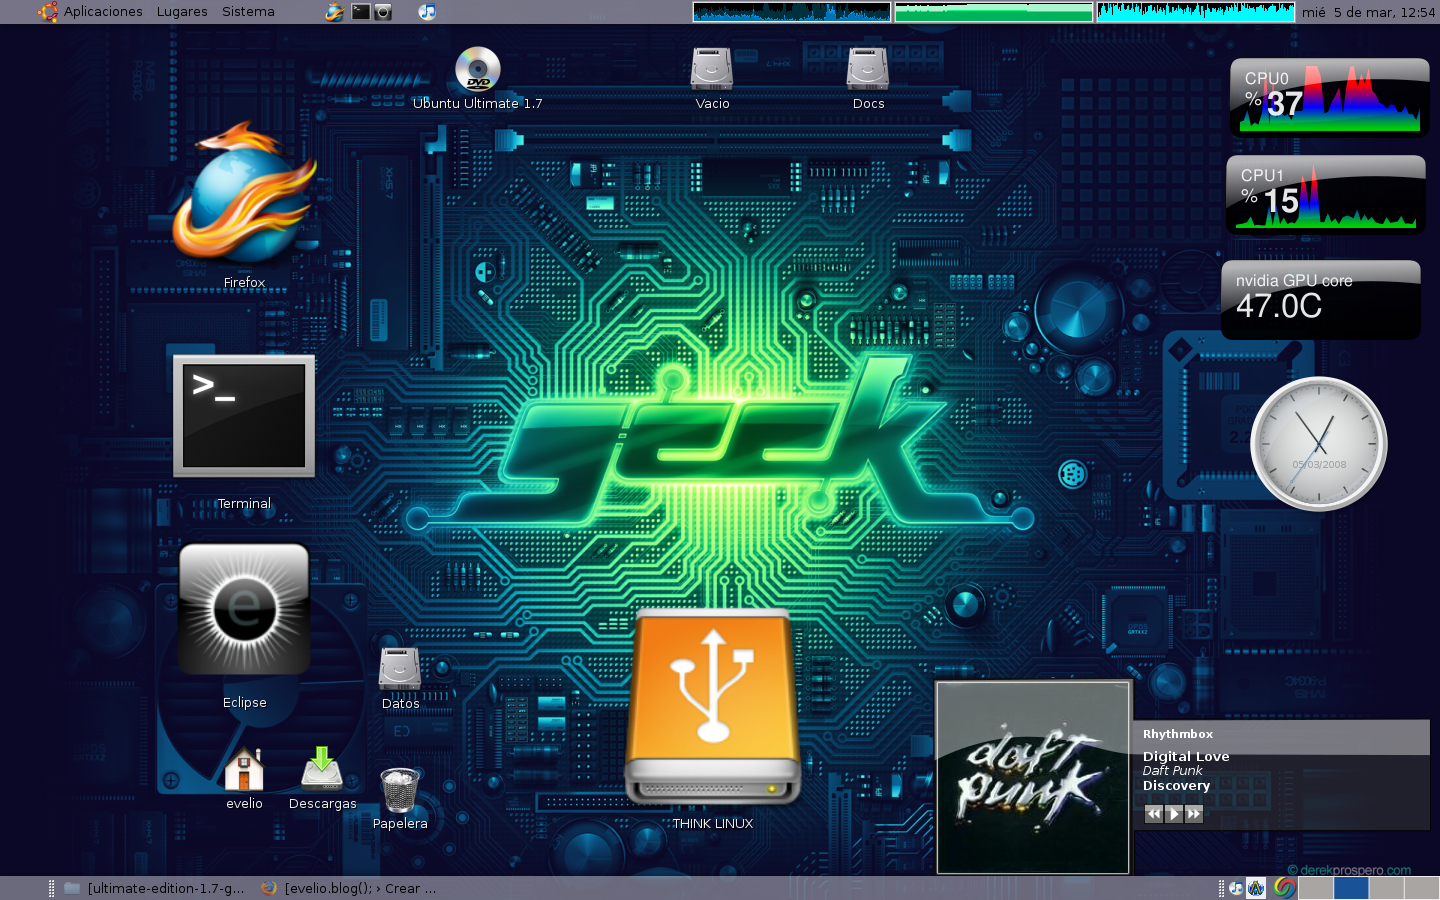 Aplicaciones Lugares Sistema
mié 5 de mar, 12:54
DVD
Ubuntu Ultimate 1.7
Vacio
Docs
CPU0
% 37
CPU1
% 15
nvidia GPU core
47.0C
05/03/2008
Firefox
>_
Terminal
geek
e
Eclipse
Datos
evelio
Descargas
Papelera
THINK LINUX
daft punk
Rhythmbox
Digital Love
Daft Punk
Discovery
© derekprospero.com
[ultimate-edition-1.7-g...
[evelio.blog(); › Crear ...